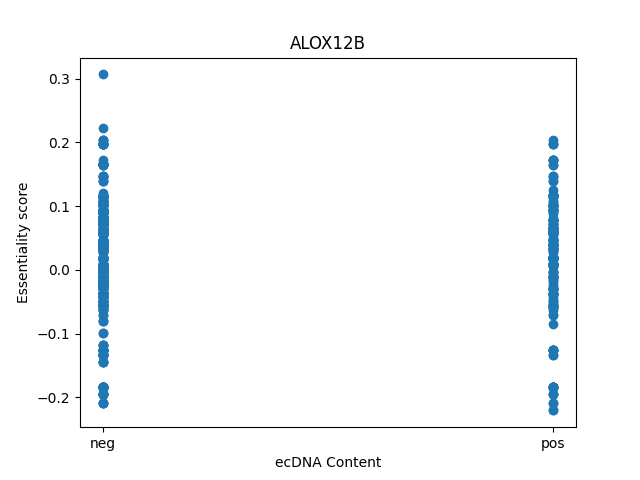 ALOX12B
Essentiality score
0.3
0.2
0.1
0.0
−0.1
−0.2
neg
pos
ecDNA Content